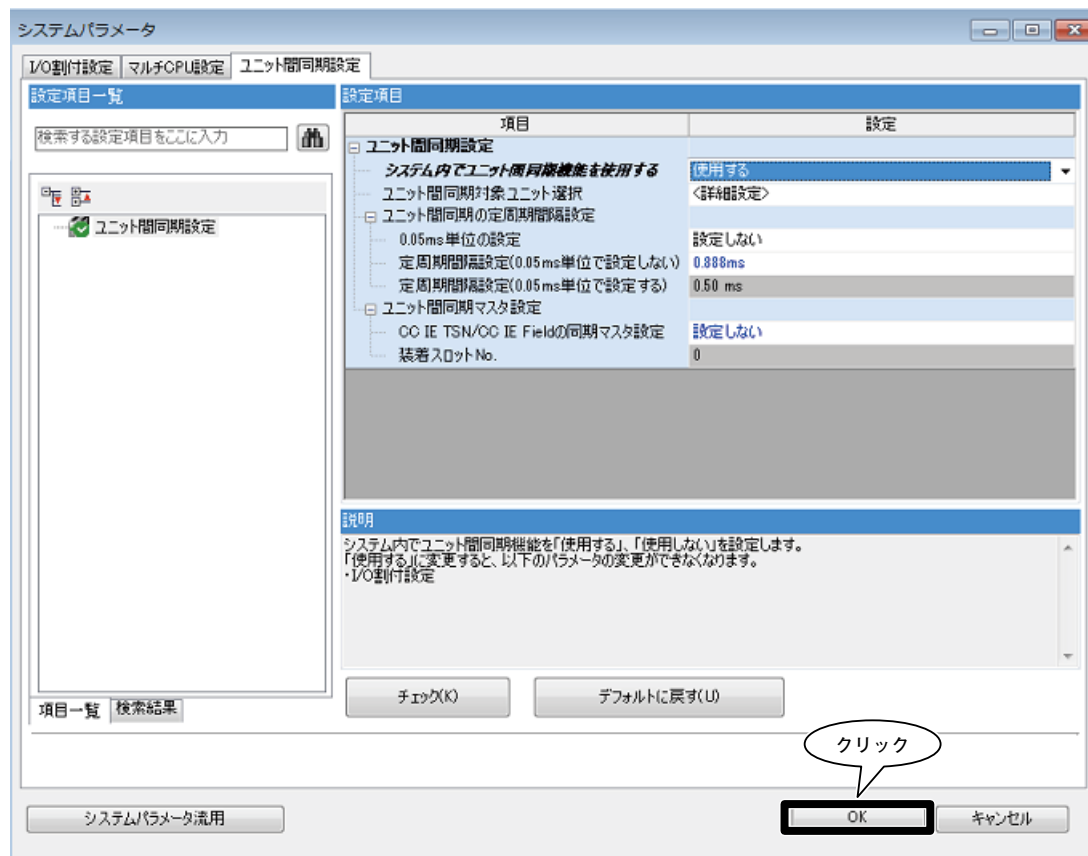 システムパラメータ
I/O割付設定 マルチCPU設定 ユニット間同期設定
設定項目一覧
検索する設定項目をここに入力
ユニット間同期設定
項目一覧 検索結果
設定項目
項目 設定
ユニット間同期設定
システム内でユニット間同期機能を使用する 使用する
ユニット間同期対象ユニット選択 <詳細設定>
ユニット間同期の定周期間隔設定
0.05ms単位の設定 設定しない
定周期間隔設定(0.05ms単位で設定しない) 0.888ms
定周期間隔設定(0.05ms単位で設定する) 0.50 ms
ユニット間同期マスタ設定
CC IE TSN/CC IE Fieldの同期マスタ設定 設定しない
装着スロットNo. 0
説明
システム内でユニット間同期機能を「使用する」、「使用しない」を設定します。
「使用する」に変更すると、以下のパラメータの変更ができなくなります。
・I/O割付設定
チェック(K) デフォルトに戻す(U)
クリック
システムパラメータ流用 OK キャンセル